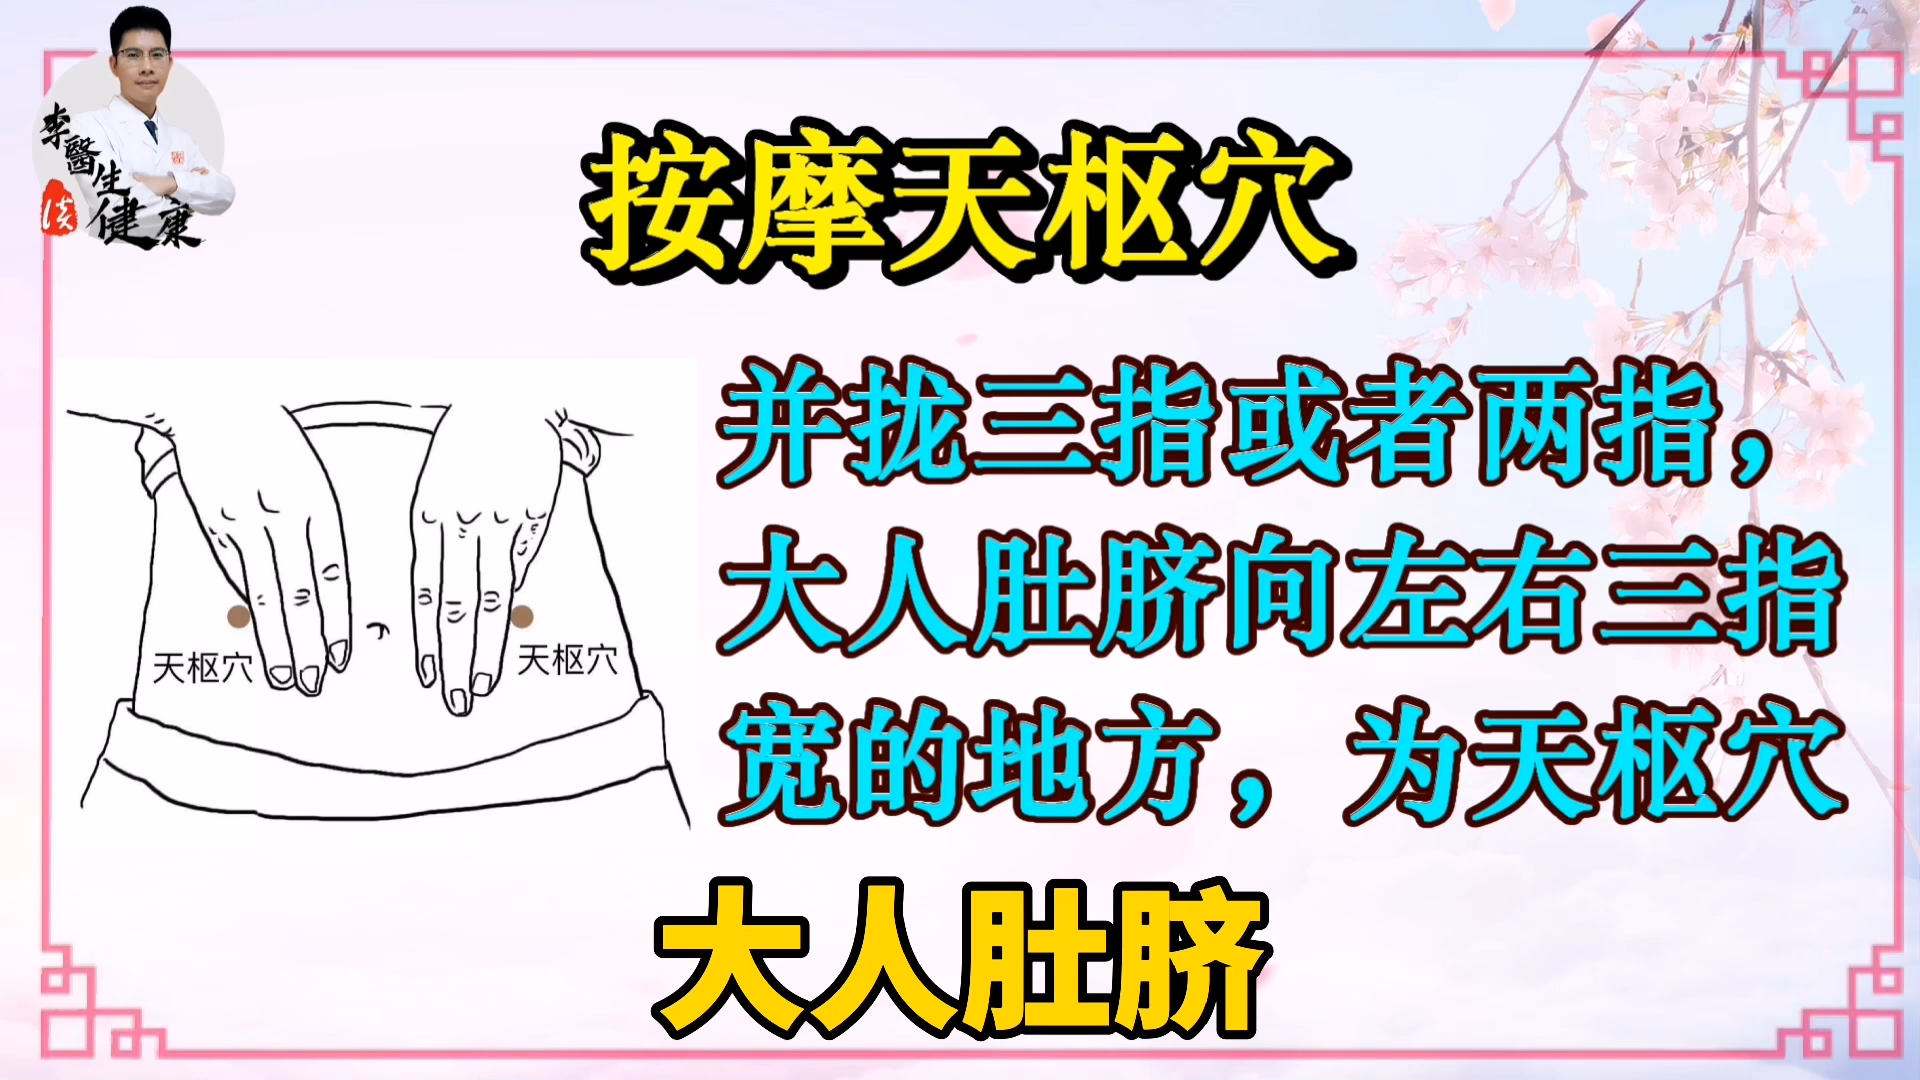 李醫生
谈健康
按摩天枢穴
并拢三指或者两指，
大人肚脐向左右三指
宽的地方，为天枢穴
天枢穴
天枢穴
大人肚脐